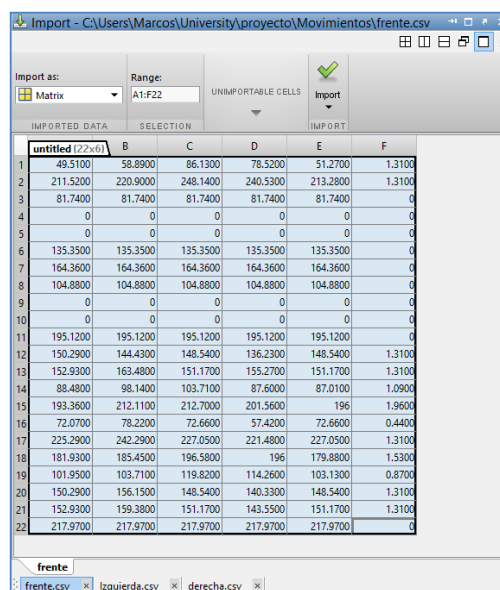 Import - C:\Users\Marcos\University\proyecto\Movimientos\frente.csv
Import as: Range:
Matrix A1:F22 UNIMPORTABLE CELLS Import
IMPORTED DATA SELECTION IMPORT
untitled (22x6) B C D E F
1 49.5100 58.8900 86.1300 78.5200 51.2700 1.3100
2 211.5200 220.9000 248.1400 240.5300 213.2800 1.3100
3 81.7400 81.7400 81.7400 81.7400 81.7400 0
4 0 0 0 0 0 0
5 0 0 0 0 0 0
6 135.3500 135.3500 135.3500 135.3500 135.3500 0
7 164.3600 164.3600 164.3600 164.3600 164.3600 0
8 104.8800 104.8800 104.8800 104.8800 104.8800 0
9 0 0 0 0 0 0
10 0 0 0 0 0 0
11 195.1200 195.1200 195.1200 195.1200 195.1200 0
12 150.2900 144.4300 148.5400 136.2300 148.5400 1.3100
13 152.9300 163.4800 151.1700 155.2700 151.1700 1.3100
14 88.4800 98.1400 103.7100 87.6000 87.0100 1.0900
15 193.3600 212.1100 212.7000 201.5600 196 1.9600
16 72.0700 78.2200 72.6600 57.4200 72.6600 0.4400
17 225.2900 242.2900 227.0500 221.4800 227.0500 1.3100
18 181.9300 185.4500 196.5800 196 179.8800 1.5300
19 101.9500 103.7100 119.8200 114.2600 103.1300 0.8700
20 150.2900 156.1500 148.5400 140.3300 148.5400 1.3100
21 152.9300 159.3800 151.1700 143.5500 151.1700 1.3100
22 217.9700 217.9700 217.9700 217.9700 217.9700 0
frente
frente.csv × Izquierda.csv × derecha.csv ×